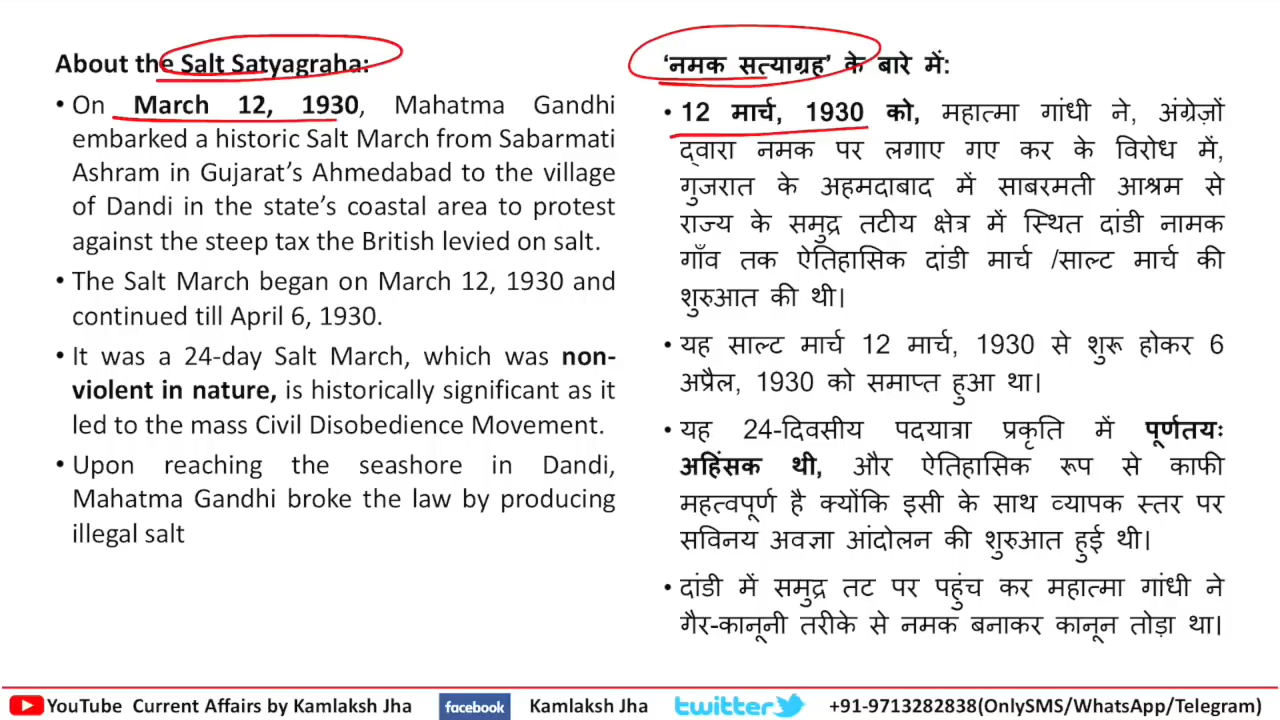 About the Salt Satyagraha:
• On March 12, 1930, Mahatma Gandhi
embarked a historic Salt March from Sabarmati
Ashram in Gujarat’s Ahmedabad to the village
of Dandi in the state’s coastal area to protest
against the steep tax the British levied on salt.
• The Salt March began on March 12, 1930 and
continued till April 6, 1930.
• It was a 24-day Salt March, which was non-
violent in nature, is historically significant as it
led to the mass Civil Disobedience Movement.
• Upon reaching the seashore in Dandi,
Mahatma Gandhi broke the law by producing
illegal salt
‘नमक सत्याग्रह’ के बारे में:
• 12 मार्च, 1930 को, महात्मा गांधी ने, अंग्रेज़ों
द्वारा नमक पर लगाए गए कर के विरोध में,
गुजरात के अहमदाबाद में साबरमती आश्रम से
राज्य के समुद्र तटीय क्षेत्र में स्थित दांडी नामक
गाँव तक ऐतिहासिक दांडी मार्च /साल्ट मार्च की
शुरुआत की थी।
• यह साल्ट मार्च 12 मार्च, 1930 से शुरू होकर 6
अप्रैल, 1930 को समाप्त हुआ था।
• यह 24-दिवसीय पदयात्रा प्रकृति में पूर्णतयः
अहिंसक थी, और ऐतिहासिक रूप से काफी
महत्वपूर्ण है क्योंकि इसी के साथ व्यापक स्तर पर
सविनय अवज्ञा आंदोलन की शुरुआत हुई थी।
• दांडी में समुद्र तट पर पहुंच कर महात्मा गांधी ने
गैर-कानूनी तरीके से नमक बनाकर कानून तोड़ा था।
YouTube Current Affairs by Kamlaksh Jha facebook Kamlaksh Jha twitter +91-9713282838(OnlySMS/WhatsApp/Telegram)